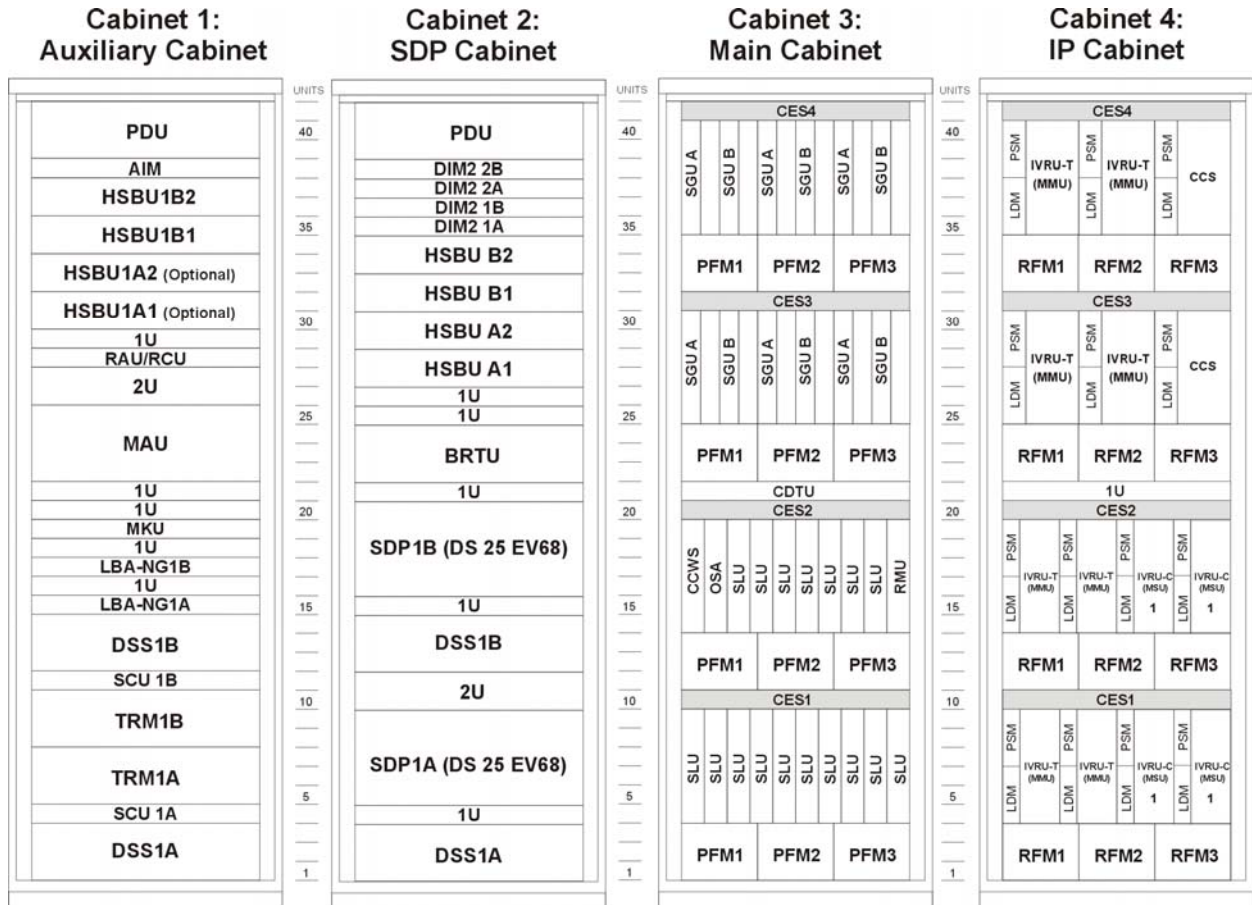 Cabinet 1:
Auxiliary Cabinet
PDU
AIM
HSBU1B2
HSBU1B1
HSBU1A2 (Optional)
HSBU1A1 (Optional)
1U
RAU/RCU
2U
MAU
1U
1U
MKU
1U
LBA-NG1B
1U
LBA-NG1A
DSS1B
SCU 1B
TRM1B
TRM1A
SCU 1A
DSS1A
UNITS
40
35
30
25
20
15
10
5
1
Cabinet 2:
SDP Cabinet
PDU
DIM2 2B
DIM2 2A
DIM2 1B
DIM2 1A
HSBU B2
HSBU B1
HSBU A2
HSBU A1
1U
1U
BRTU
1U
SDP1B (DS 25 EV68)
1U
DSS1B
2U
SDP1A (DS 25 EV68)
1U
DSS1A
UNITS
40
35
30
25
20
15
10
5
1
Cabinet 3:
Main Cabinet
CES4
SGU A SGU B SGU A SGU B SGU A SGU B
PFM1 PFM2 PFM3
CES3
SGU A SGU B SGU A SGU B SGU A SGU B
PFM1 PFM2 PFM3
CDTU
CES2
CCWS OSA SLU SLU SLU SLU SLU SLU SLU RMU
PFM1 PFM2 PFM3
CES1
SLU SLU SLU SLU SLU SLU SLU SLU SLU SLU
PFM1 PFM2 PFM3
UNITS
40
35
30
25
20
15
10
5
1
Cabinet 4:
IP Cabinet
CES4
PSM PSM PSM
IVRU-T IVRU-T CCS
(MMU) (MMU)
LDM LDM LDM
RFM1 RFM2 RFM3
CES3
PSM PSM PSM
IVRU-T IVRU-T CCS
(MMU) (MMU)
LDM LDM LDM
RFM1 RFM2 RFM3
1U
CES2
PSM PSM PSM PSM
IVRU-T IVRU-T IVRU-C IVRU-C
(MMU) (MMU) (MSU) (MSU)
LDM LDM LDM 1 LDM 1
RFM1 RFM2 RFM3
CES1
PSM PSM PSM PSM
IVRU-T IVRU-T IVRU-C IVRU-C
(MMU) (MMU) (MSU) (MSU)
LDM LDM LDM 1 LDM 1
RFM1 RFM2 RFM3